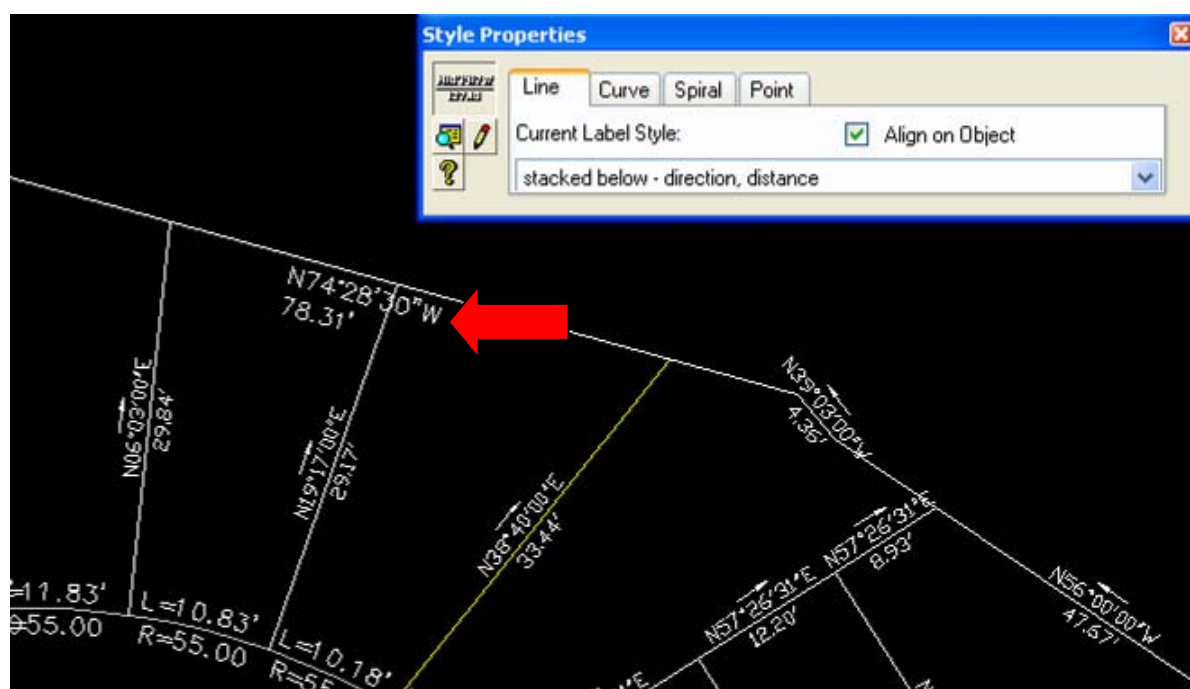 Style Properties
Line Curve Spiral Point
Current Label Style: Align on Object
stacked below - direction, distance
N74°28'30"W
78.31'
N39°03'00"W
4.36'
N06°03'00"E
29.84'
N19°17'00"E
29.17'
N38°40'00"E
33.44'
N57°26'31"E
8.93'
N57°26'31"E
12.20'
N56°00'00"W
47.67'
=11.83'
=55.00
L=10.83'
R=55.00
L=10.18'
R=55
"E
N